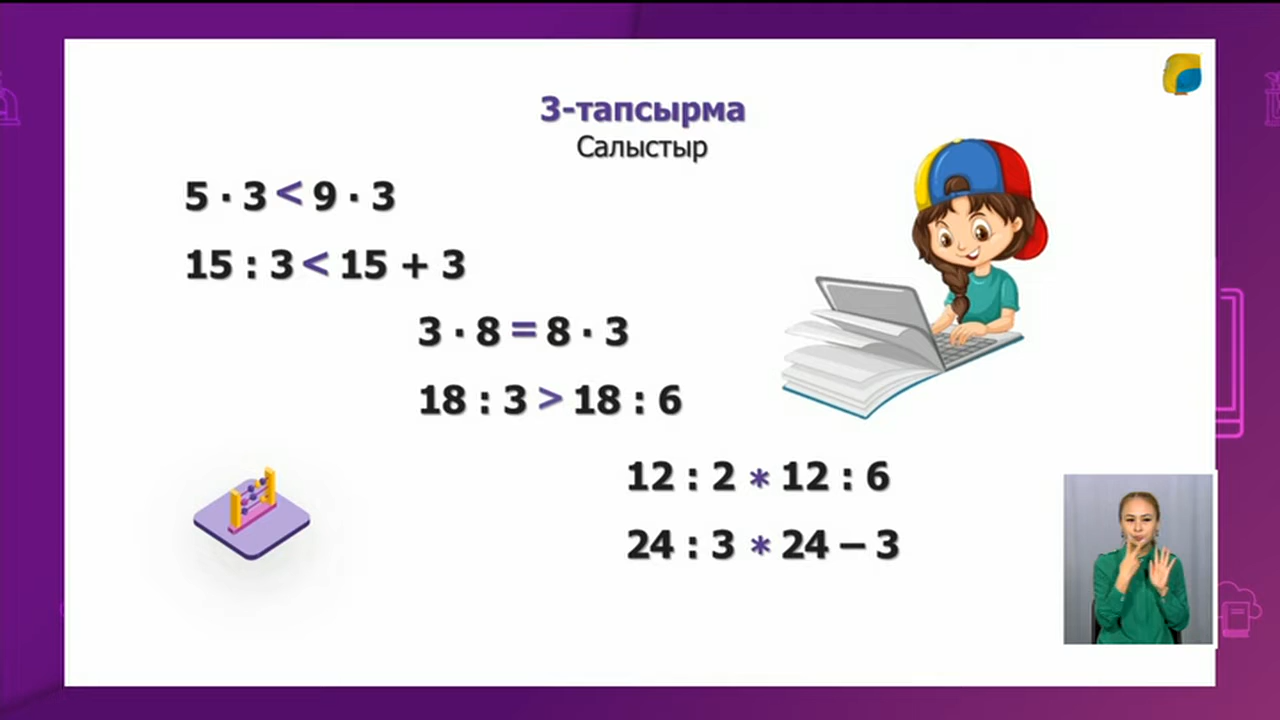 3-тапсырма
Салыстыр
5 · 3 < 9 · 3
15 : 3 < 15 + 3
3 · 8 = 8 · 3
18 : 3 > 18 : 6
12 : 2 * 12 : 6
24 : 3 * 24 – 3